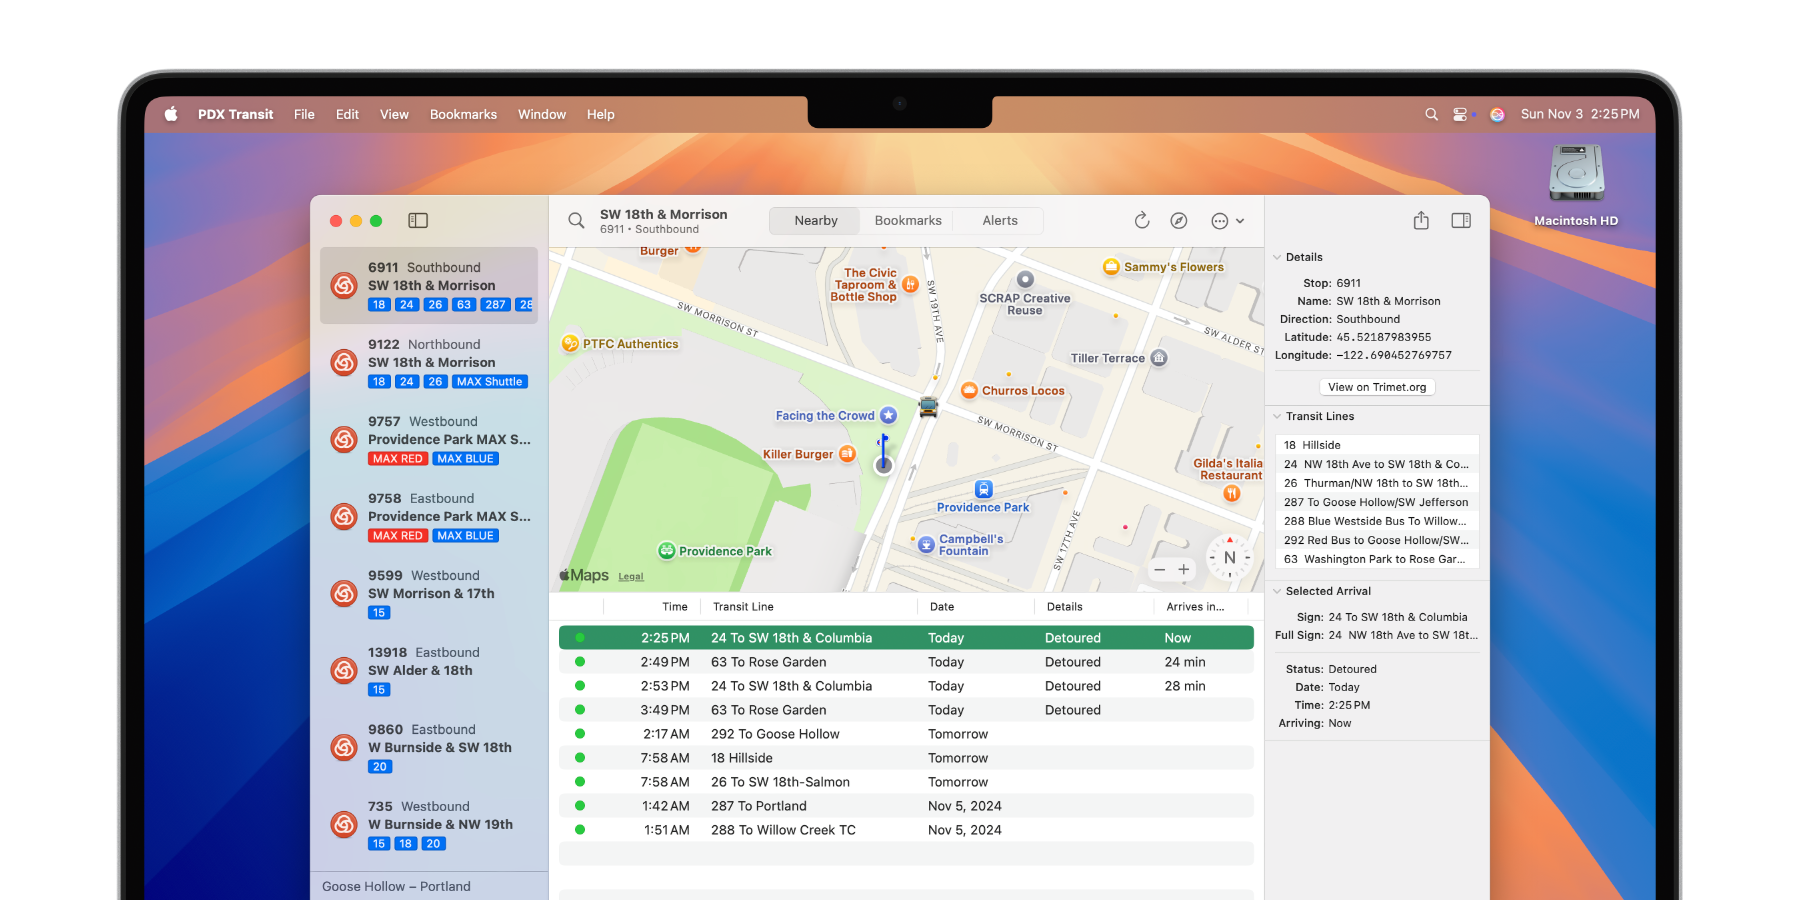 PDX Transit File Edit View Bookmarks Window Help
Sun Nov 3 2:25 PM
Macintosh HD
6911 Southbound
SW 18th & Morrison
18 24 26 63 287
9122 Northbound
SW 18th & Morrison
18 24 26 MAX Shuttle
9757 Westbound
Providence Park MAX S...
MAX RED MAX BLUE
9758 Eastbound
Providence Park MAX S...
MAX RED MAX BLUE
9599 Westbound
SW Morrison & 17th
15
13918 Eastbound
SW Alder & 18th
15
9860 Eastbound
W Burnside & SW 18th
20
735 Westbound
W Burnside & NW 19th
15 18 20
Goose Hollow – Portland
SW 18th & Morrison
6911 • Southbound
Nearby Bookmarks Alerts
Burger
The Civic
Taproom &
Bottle Shop
SW 19TH AVE
SCRAP Creative
Reuse
Sammy's Flowers
SW MORRISON ST
SW ALDER ST
PTFC Authentics
Tiller Terrace
Churros Locos
Facing the Crowd
SW MORRISON ST
Killer Burger
Gilda's Italia
Restaurant
Providence Park
SW 17TH AVE
Campbell's
Fountain
Providence Park
N
Maps Legal
Time Transit Line Date Details Arrives in...
2:25 PM 24 To SW 18th & Columbia Today Detoured Now
2:49 PM 63 To Rose Garden Today Detoured 24 min
2:53 PM 24 To SW 18th & Columbia Today Detoured 28 min
3:49 PM 63 To Rose Garden Today Detoured
2:17 AM 292 To Goose Hollow Tomorrow
7:58 AM 18 Hillside Tomorrow
7:58 AM 26 To SW 18th-Salmon Tomorrow
1:42 AM 287 To Portland Nov 5, 2024
1:51 AM 288 To Willow Creek TC Nov 5, 2024
Details
Stop: 6911
Name: SW 18th & Morrison
Direction: Southbound
Latitude: 45.52187983955
Longitude: −122.690452769757
View on Trimet.org
Transit Lines
18 Hillside
24 NW 18th Ave to SW 18th & Co...
26 Thurman/NW 18th to SW 18th...
287 To Goose Hollow/SW Jefferson
288 Blue Westside Bus To Willow...
292 Red Bus to Goose Hollow/SW...
63 Washington Park to Rose Gar...
Selected Arrival
Sign: 24 To SW 18th & Columbia
Full Sign: 24 NW 18th Ave to SW 18t...
Status: Detoured
Date: Today
Time: 2:25 PM
Arriving: Now